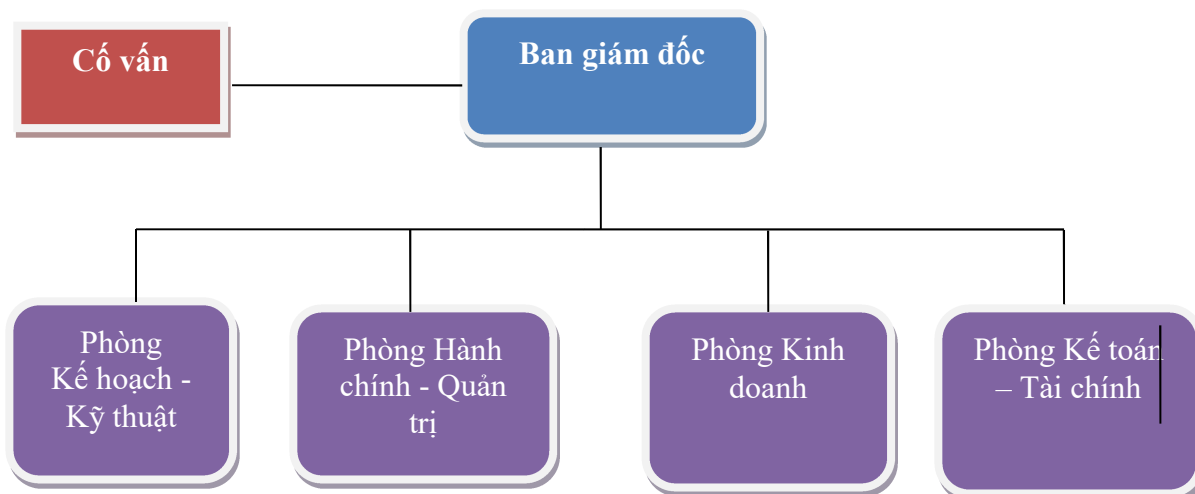 Cố vấn
Ban giám đốc
Phòng
Kế hoạch -
Kỹ thuật
Phòng Hành
chính - Quản
trị
Phòng Kinh
doanh
Phòng Kế toán
– Tài chính